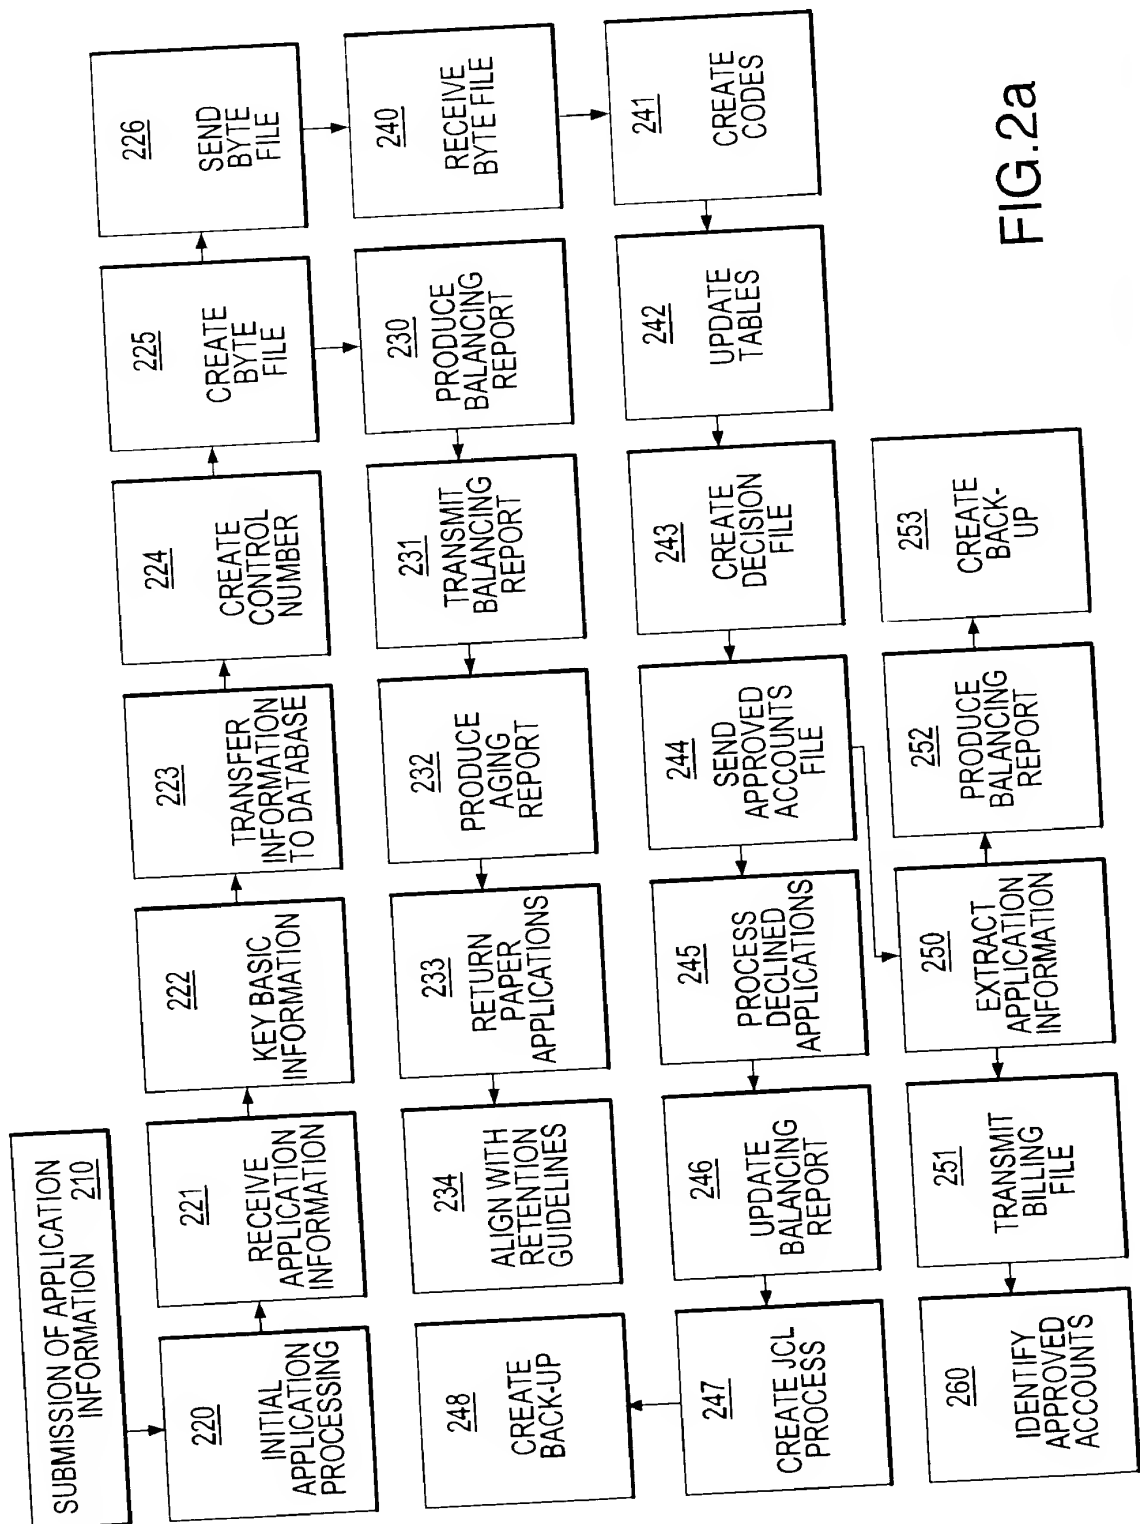 SUBMISSION OF APPLICATION
INFORMATION 210
220
INITIAL
APPLICATION
PROCESSING
221
RECEIVE
APPLICATION
INFORMATION
222
KEY BASIC
INFORMATION
223
TRANSFER
INFORMATION
TO DATABASE
224
CREATE
CONTROL
NUMBER
225
CREATE
BYTE
FILE
226
SEND
BYTE
FILE
230
PRODUCE
BALANCING
REPORT
231
TRANSMIT
BALANCING
REPORT
232
PRODUCE
AGING
REPORT
233
RETURN
PAPER
APPLICATIONS
234
ALIGN WITH
RETENTION
GUIDELINES
240
RECEIVE
BYTE FILE
241
CREATE
CODES
242
UPDATE
TABLES
243
CREATE
DECISION
FILE
244
SEND
APPROVED
ACCOUNTS
FILE
245
PROCESS
DECLINED
APPLICATIONS
246
UPDATE
BALANCING
REPORT
247
CREATE JCL
PROCESS
248
CREATE
BACK-UP
250
EXTRACT
APPLICATION
INFORMATION
251
TRANSMIT
BILLING
FILE
252
PRODUCE
BALANCING
REPORT
253
CREATE
BACK-
UP
260
IDENTIFY
APPROVED
ACCOUNTS
FIG.2a